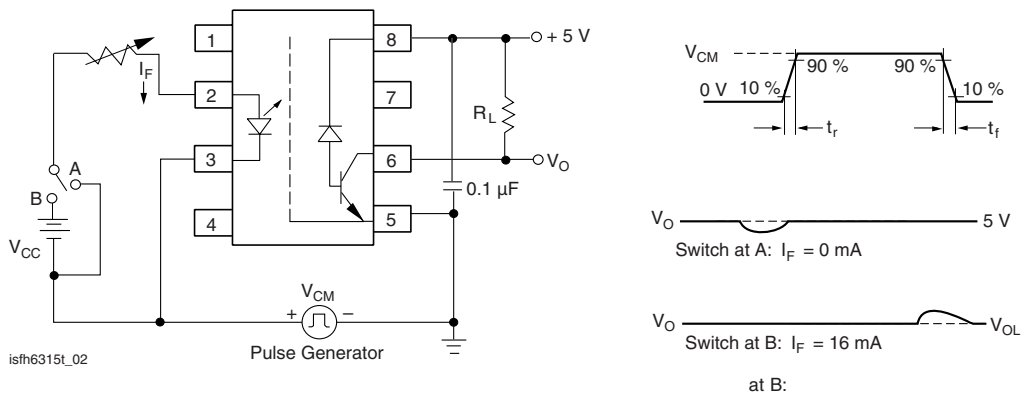 1
8
+ 5 V
I_F
2
7
R_L
3
6
V_O
A
B
0.1 µF
4
5
V_CC
V_CM
+
–
Pulse Generator
isfh6315t_02
V_CM
90 %
90 %
0 V
10 %
10 %
t_r
t_f
V_O
5 V
Switch at A: I_F = 0 mA
V_O
V_OL
Switch at B: I_F = 16 mA
at B: